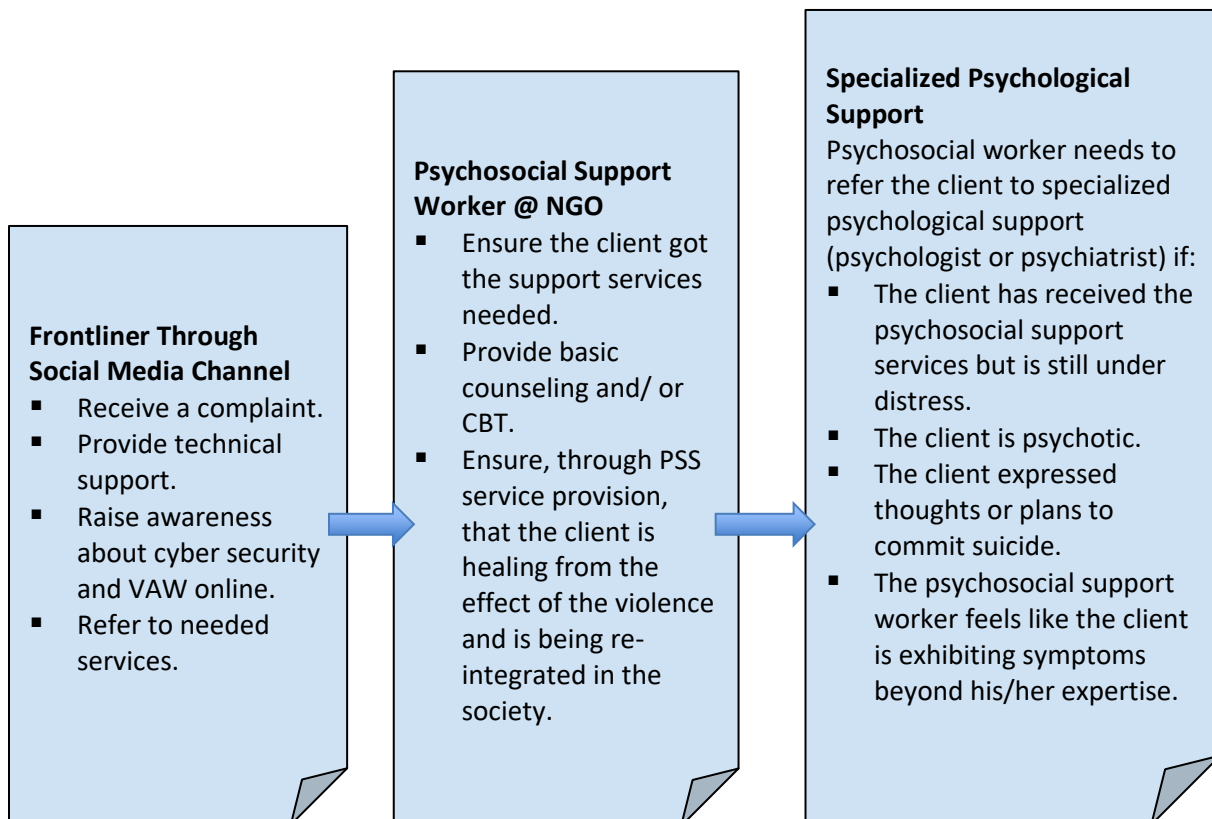 Frontliner Through
Social Media Channel
▪ Receive a complaint.
▪ Provide technical
support.
▪ Raise awareness
about cyber security
and VAW online.
▪ Refer to needed
services.
Psychosocial Support
Worker @ NGO
▪ Ensure the client got
the support services
needed.
▪ Provide basic
counseling and/ or
CBT.
▪ Ensure, through PSS
service provision,
that the client is
healing from the
effect of the violence
and is being re-
integrated in the
society.
Specialized Psychological
Support
Psychosocial worker needs to
refer the client to specialized
psychological support
(psychologist or psychiatrist) if:
▪ The client has received the
psychosocial support
services but is still under
distress.
▪ The client is psychotic.
▪ The client expressed
thoughts or plans to
commit suicide.
▪ The psychosocial support
worker feels like the client
is exhibiting symptoms
beyond his/her expertise.